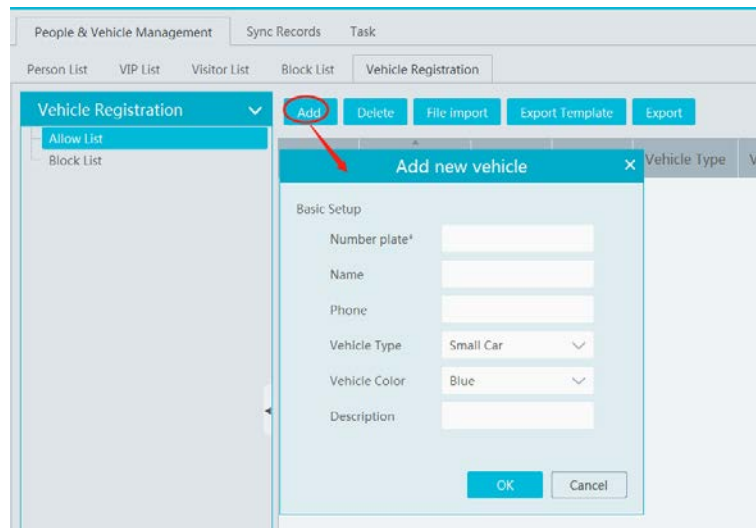 People & Vehicle Management Sync Records Task
Person List VIP List Visitor List Block List Vehicle Registration
Vehicle Registration
Allow List
Block List
Add Delete File import Export Template Export
Vehicle Type V
Add new vehicle
Basic Setup
Number plate*
Name
Phone
Vehicle Type Small Car
Vehicle Color Blue
Description
OK Cancel